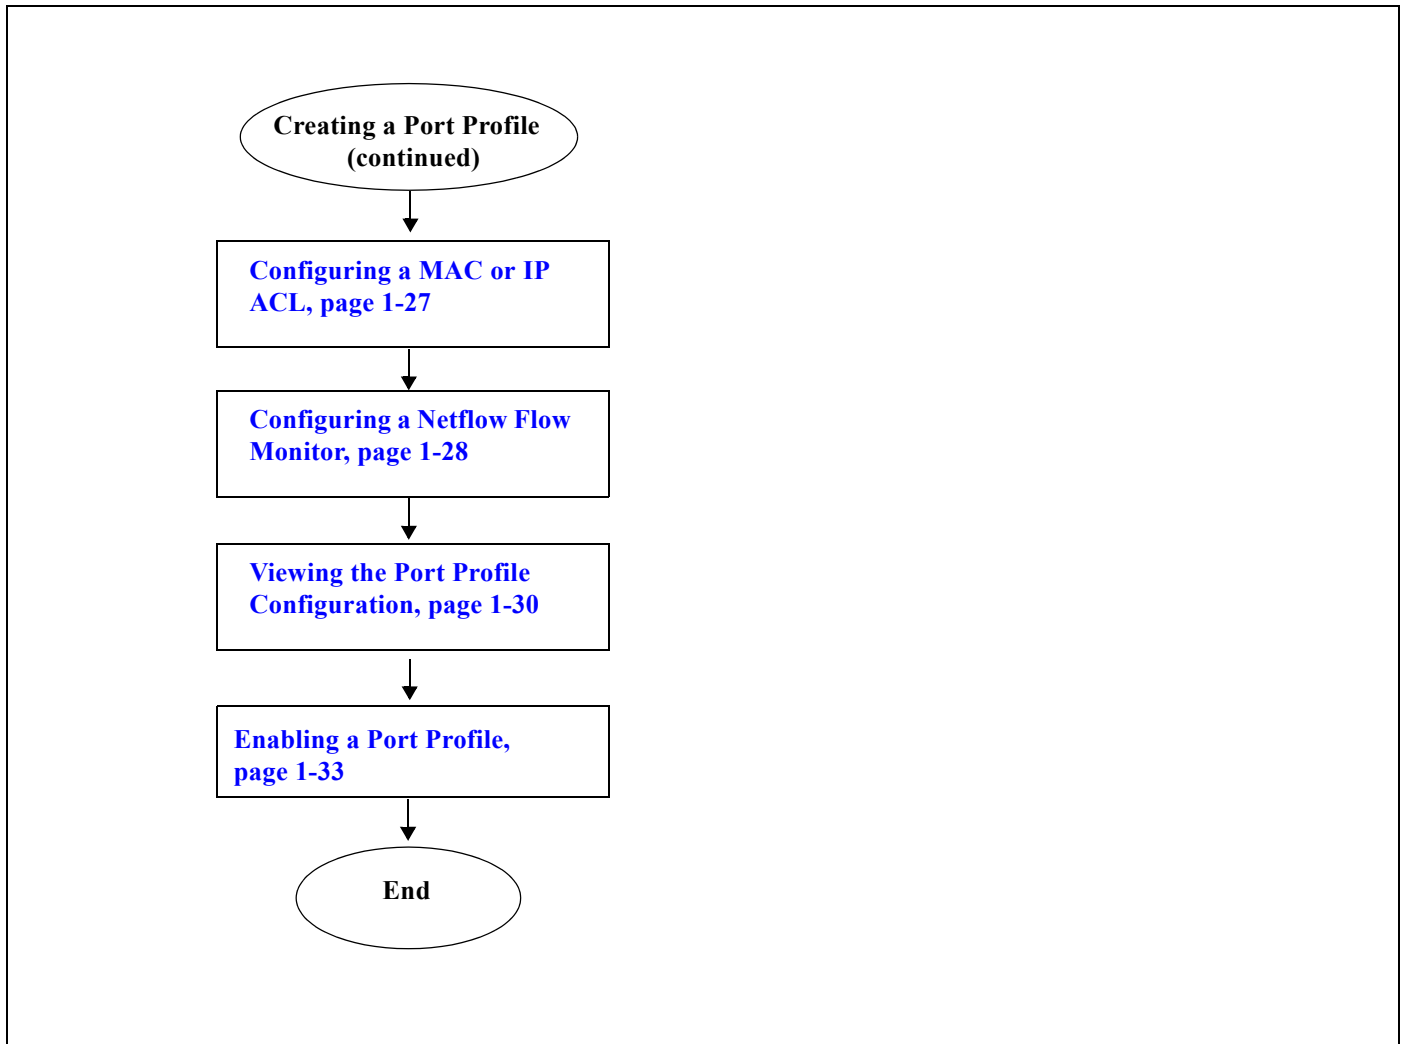 Creating a Port Profile
(continued)
Configuring a MAC or IP
ACL, page 1-27
Configuring a Netflow Flow
Monitor, page 1-28
Viewing the Port Profile
Configuration, page 1-30
Enabling a Port Profile,
page 1-33
End